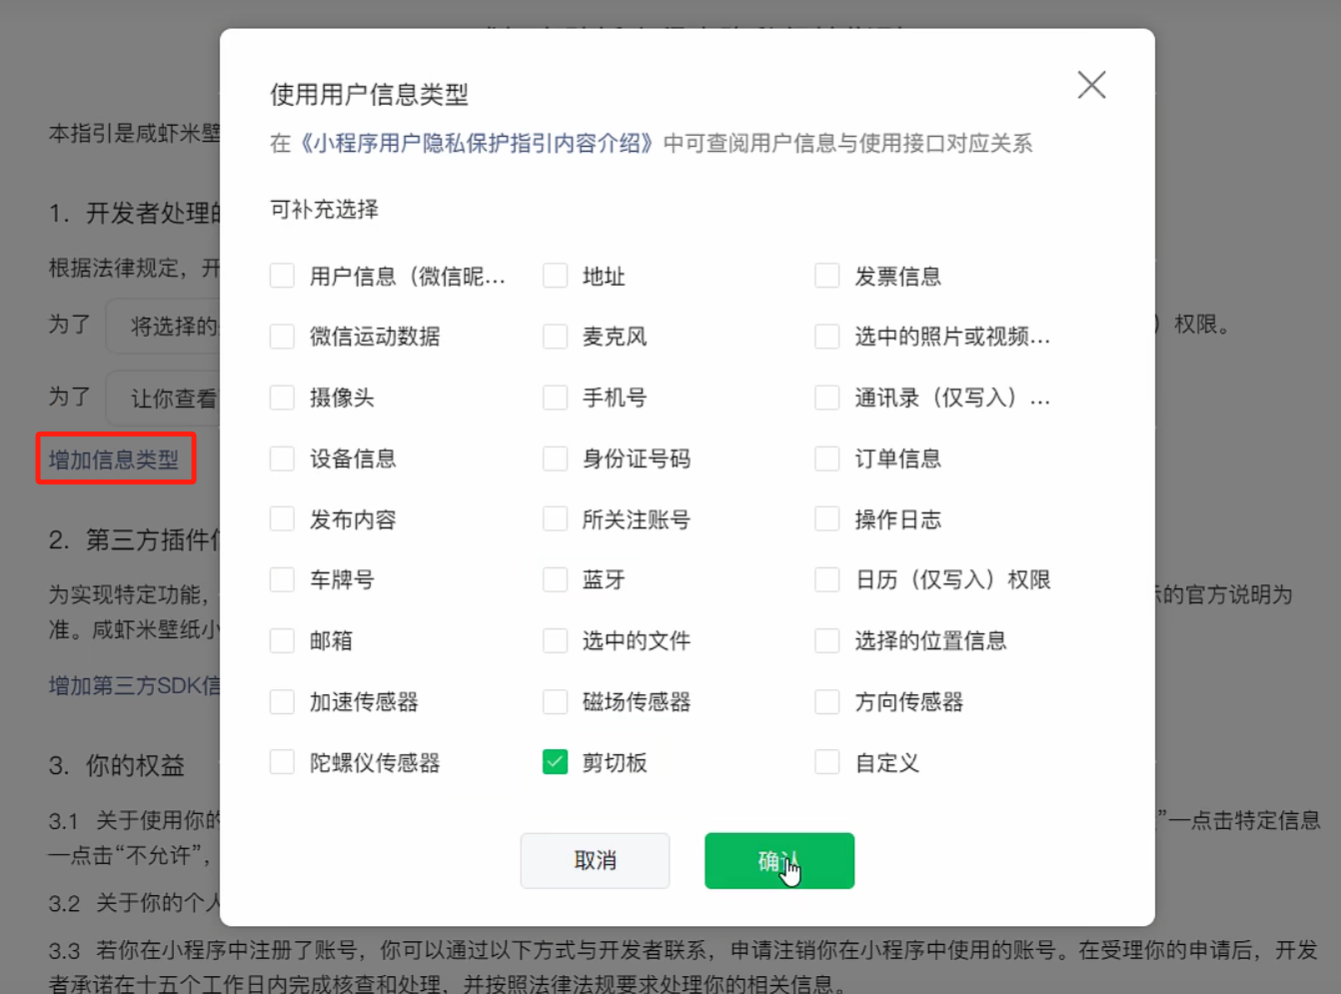 使用用户信息类型
在《小程序用户隐私保护指引内容介绍》中可查阅用户信息与使用接口对应关系
可补充选择
用户信息（微信昵... 地址 发票信息
微信运动数据 麦克风 选中的照片或视频...
摄像头 手机号 通讯录（仅写入）...
设备信息 身份证号码 订单信息
发布内容 所关注账号 操作日志
车牌号 蓝牙 日历（仅写入）权限
邮箱 选中的文件 选择的位置信息
加速传感器 磁场传感器 方向传感器
陀螺仪传感器 剪切板 自定义
取消 确认
本指引是咸虾米壁
1. 开发者处理的
根据法律规定，开
为了 将选择的 ）权限。
为了 让你查看
增加信息类型
2. 第三方插件信
为实现特定功能， 示的官方说明为
准。咸虾米壁纸小
增加第三方SDK信
3. 你的权益
3.1 关于使用你的 ”—点击特定信息
—点击“不允许”，
3.2 关于你的个人
3.3 若你在小程序中注册了账号，你可以通过以下方式与开发者联系，申请注销你在小程序中使用的账号。在受理你的申请后，开发
者承诺在十五个工作日内完成核查和处理，并按照法律法规要求处理你的相关信息。